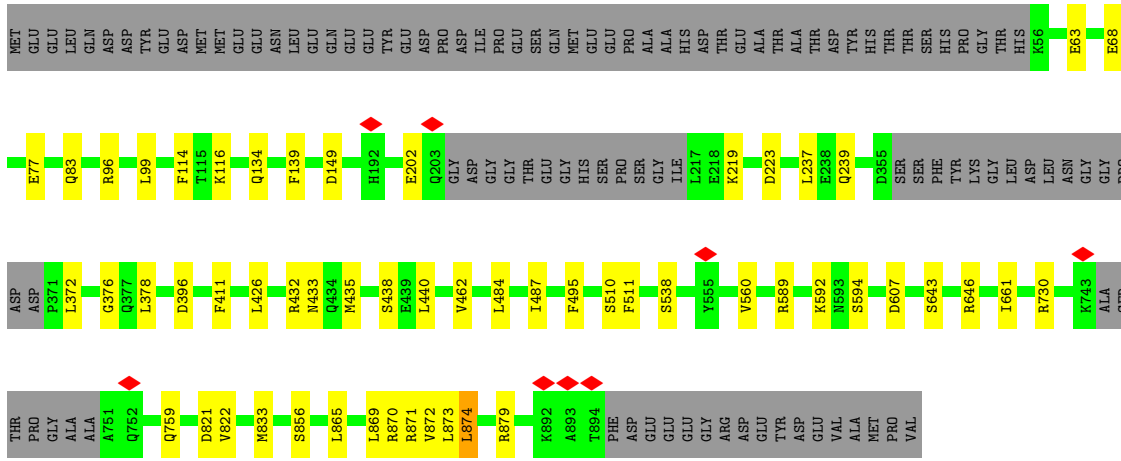 MET GLU GLU LEU GLN ASP ASP TYR GLU ASP MET MET GLU GLU ASN LEU GLU GLN GLU GLU TYR GLU ASP PRO ASP ILE PRO GLU SER GLN MET GLU GLU PRO ALA ALA HIS ASP THR GLU ALA THR ALA THR ASP TYR HIS THR THR SER HIS PRO GLY THR HIS K56 E63 E68
E77 Q83 R96 L99 F114 T115 K116 Q134 F139 D149 H192 E202 Q203 GLY ASP GLY GLY THR GLU GLY HIS SER PRO SER GLY ILE L217 E218 K219 D223 L237 E238 Q239 D355 SER SER PHE TYR LYS GLY LEU ASP LEU ASN GLY GLY PRO
ASP ASP P371 L372 G376 Q377 L378 D396 F411 L426 R432 N433 Q434 M435 S438 E439 L440 V462 L484 I487 F495 S510 F511 S538 Y555 V560 R589 K592 N593 S594 D607 S643 R646 I661 R730 K743 ALA SER
THR PRO GLY ALA ALA A751 Q752 Q759 D821 V822 M833 S856 L865 L869 R870 R871 V872 L873 L874 R879 K892 A893 T894 PHE ASP GLU GLU GLU GLY ARG ASP GLU TYR ASP GLU VAL ALA MET PRO VAL